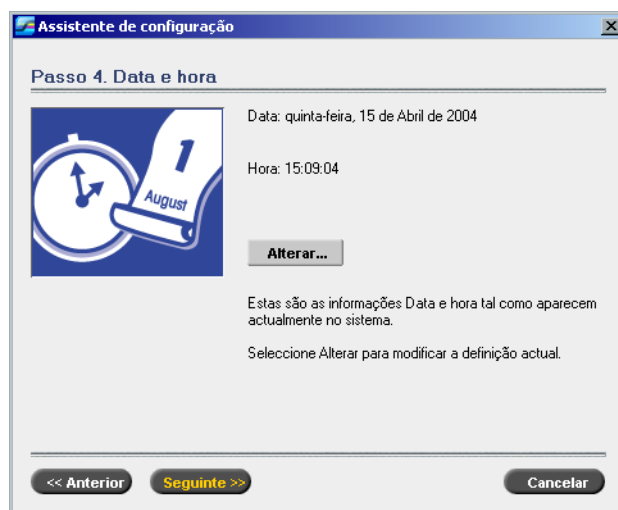 Assistente de configuração
Passo 4. Data e hora
1
August
Data: quinta-feira, 15 de Abril de 2004
Hora: 15:09:04
Alterar...
Estas são as informações Data e hora tal como aparecem
actualmente no sistema.
Seleccione Alterar para modificar a definição actual.
<< Anterior
Seguinte >>
Cancelar